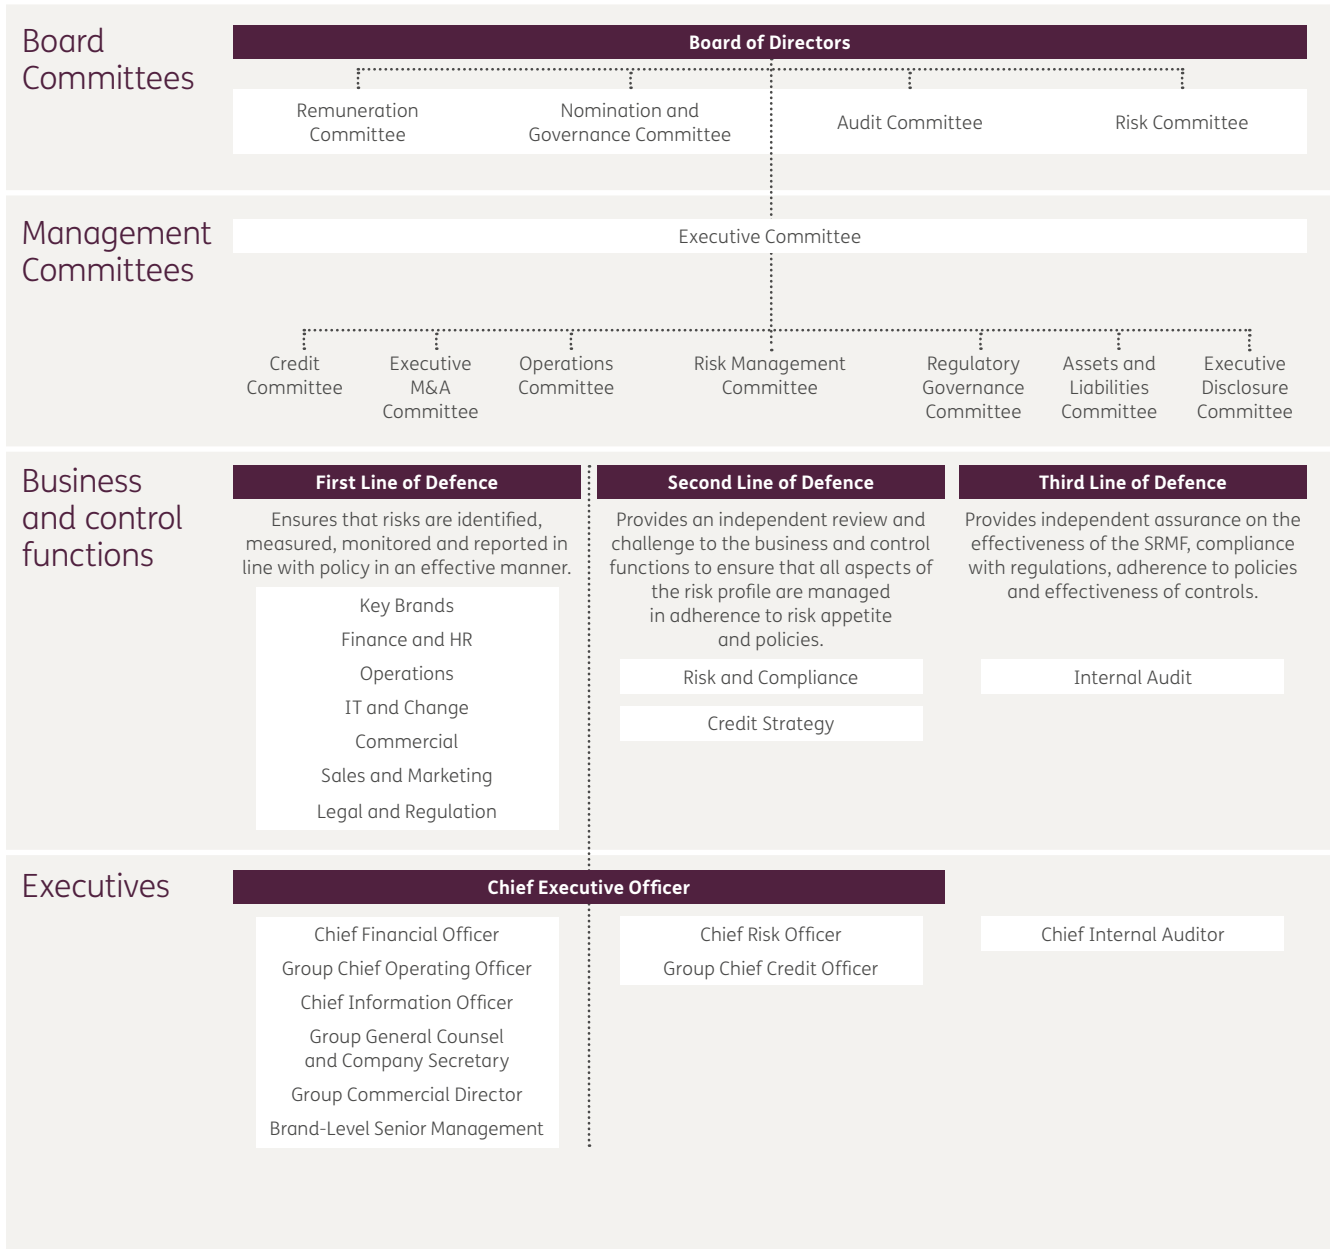 Board
Committees
Board of Directors
Remuneration
Committee
Nomination and
Governance Committee
Audit Committee
Risk Committee
Management
Committees
Executive Committee
Credit
Committee
Executive
M&A
Committee
Operations
Committee
Risk Management
Committee
Regulatory
Governance
Committee
Assets and
Liabilities
Committee
Executive
Disclosure
Committee
Business
and control
functions
First Line of Defence
Ensures that risks are identified,
measured, monitored and reported in
line with policy in an effective manner.
Key Brands
Finance and HR
Operations
IT and Change
Commercial
Sales and Marketing
Legal and Regulation
Second Line of Defence
Provides an independent review and
challenge to the business and control
functions to ensure that all aspects of
the risk profile are managed
in adherence to risk appetite
and policies.
Risk and Compliance
Credit Strategy
Third Line of Defence
Provides independent assurance on the
effectiveness of the SRMF, compliance
with regulations, adherence to policies
and effectiveness of controls.
Internal Audit
Executives
Chief Executive Officer
Chief Financial Officer
Group Chief Operating Officer
Chief Information Officer
Group General Counsel
and Company Secretary
Group Commercial Director
Brand-Level Senior Management
Chief Risk Officer
Group Chief Credit Officer
Chief Internal Auditor